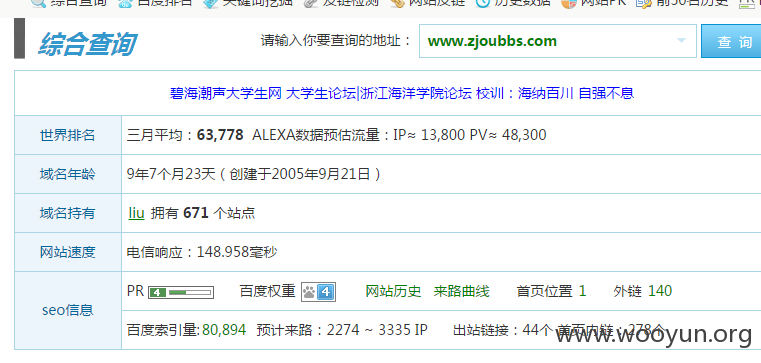 综合查询 百度排名 关键词挖掘 友链检测 网站反链 历史数据 网站PR 前50名历史
综合查询 请输入你要查询的地址： www.zjoubbs.com 查 询
碧海潮声大学生网 大学生论坛|浙江海洋学院论坛 校训：海纳百川 自强不息
世界排名 三月平均：63,778 ALEXA数据预估流量：IP≈ 13,800 PV≈ 48,300
域名年龄 9年7个月23天（创建于2005年9月21日）
域名持有 liu 拥有 671 个站点
网站速度 电信响应：148.958毫秒
seo信息 PR 4 百度权重 4 网站历史 来路曲线 首页位置 1 外链 140
百度索引量:80,894 预计来路：2274 ~ 3335 IP 出站链接：44个 首页内链：278个
www.wooyun.org